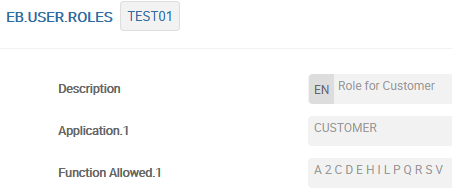 EB.USER.ROLES TEST01
Description EN Role for Customer
Application.1 CUSTOMER
Function Allowed.1 A 2 C D E H I L P Q R S V